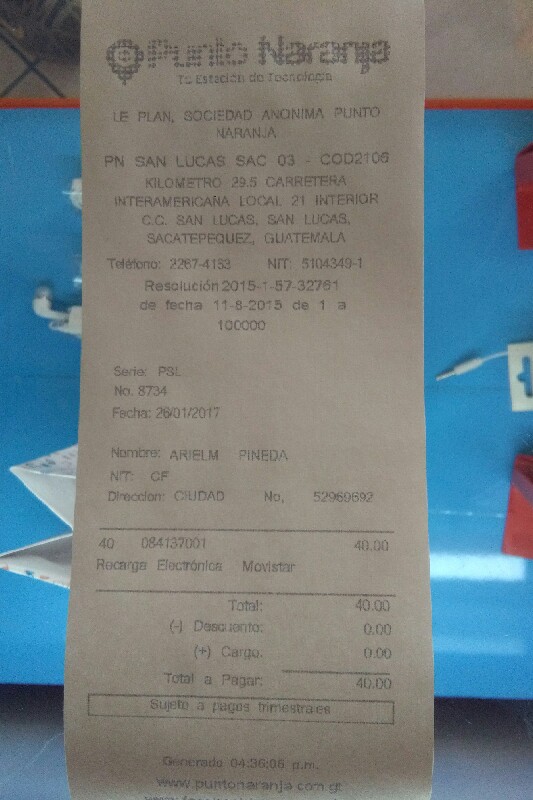 Punto Naranja
Tu Estación de Tecnología
LE PLAN, SOCIEDAD ANONIMA PUNTO
NARANJA
PN SAN LUCAS SAC 03 - COD2106
KILOMETRO 29.5 CARRETERA
INTERAMERICANA LOCAL 21 INTERIOR
C.C. SAN LUCAS, SAN LUCAS,
SACATEPEQUEZ, GUATEMALA
Teléfono: 2267-4153 NIT: 5104349-1
Resolución 2015-1-57-32761
de fecha 11-8-2015 de 1 a
100000
Serie: PSL
No. 8734
Fecha: 26/01/2017
Nombre: ARIELM PINEDA
NIT: CF
Direccion: CIUDAD No, 52969692
40 084137001 40.00
Recarga Electrónica Movistar
Total: 40.00
(-) Descuento: 0.00
(+) Cargo: 0.00
Total a Pagar: 40.00
Sujeto a pagos trimestrales
Generado 04:36:06 p.m.
www.puntonaranja.com.gt